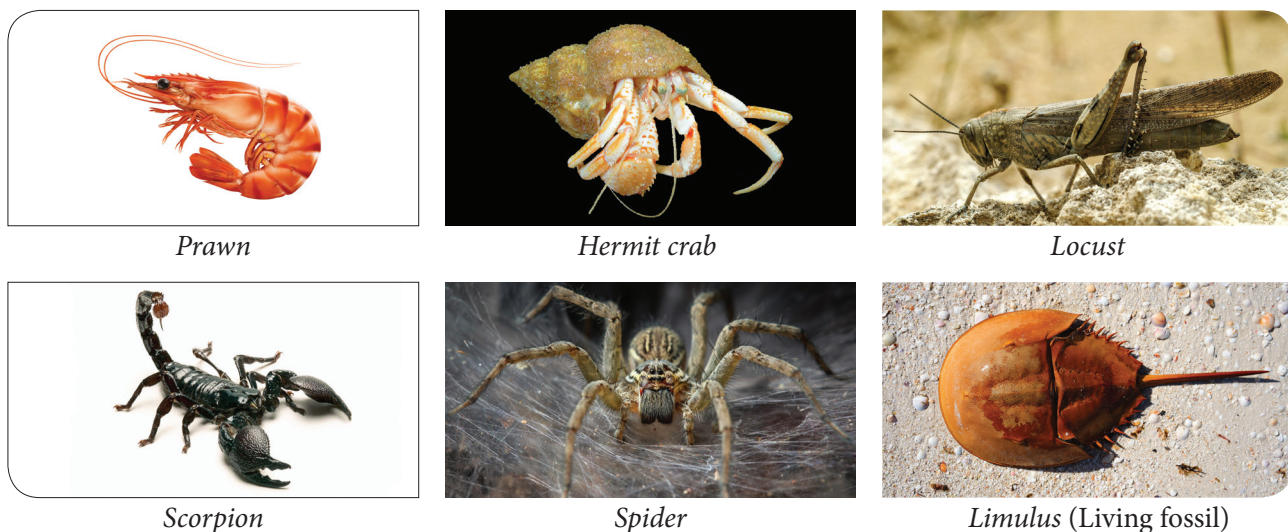 Prawn
Hermit crab
Locust
Scorpion
Spider
Limulus (Living fossil)